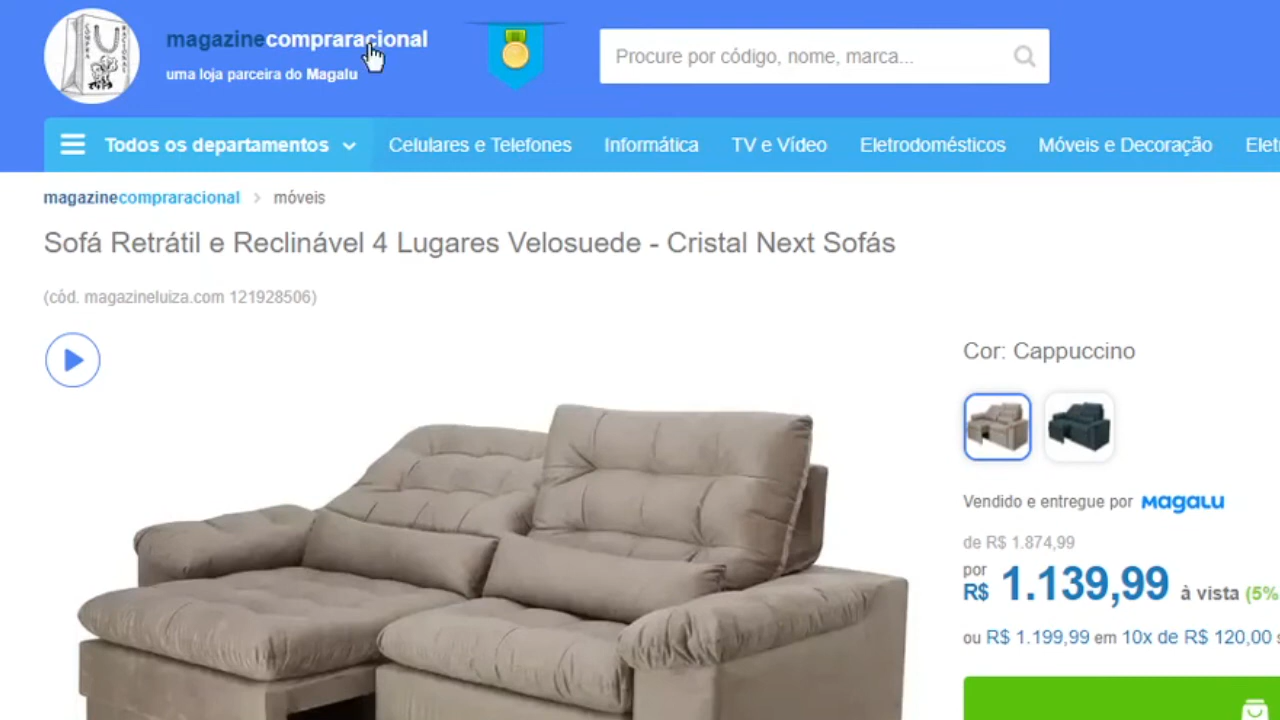 magazinecompraracional
uma loja parceira do Magalu
Procure por código, nome, marca...
Todos os departamentos
Celulares e Telefones
Informática
TV e Vídeo
Eletrodomésticos
Móveis e Decoração
magazinecompraracional > móveis
Sofá Retrátil e Reclinável 4 Lugares Velosuede - Cristal Next Sofás
(cód. magazineluiza.com 121928506)
Cor: Cappuccino
Vendido e entregue por magalu
de R$ 1.874,99
por
R$ 1.139,99 à vista (5%
ou R$ 1.199,99 em 10x de R$ 120,00